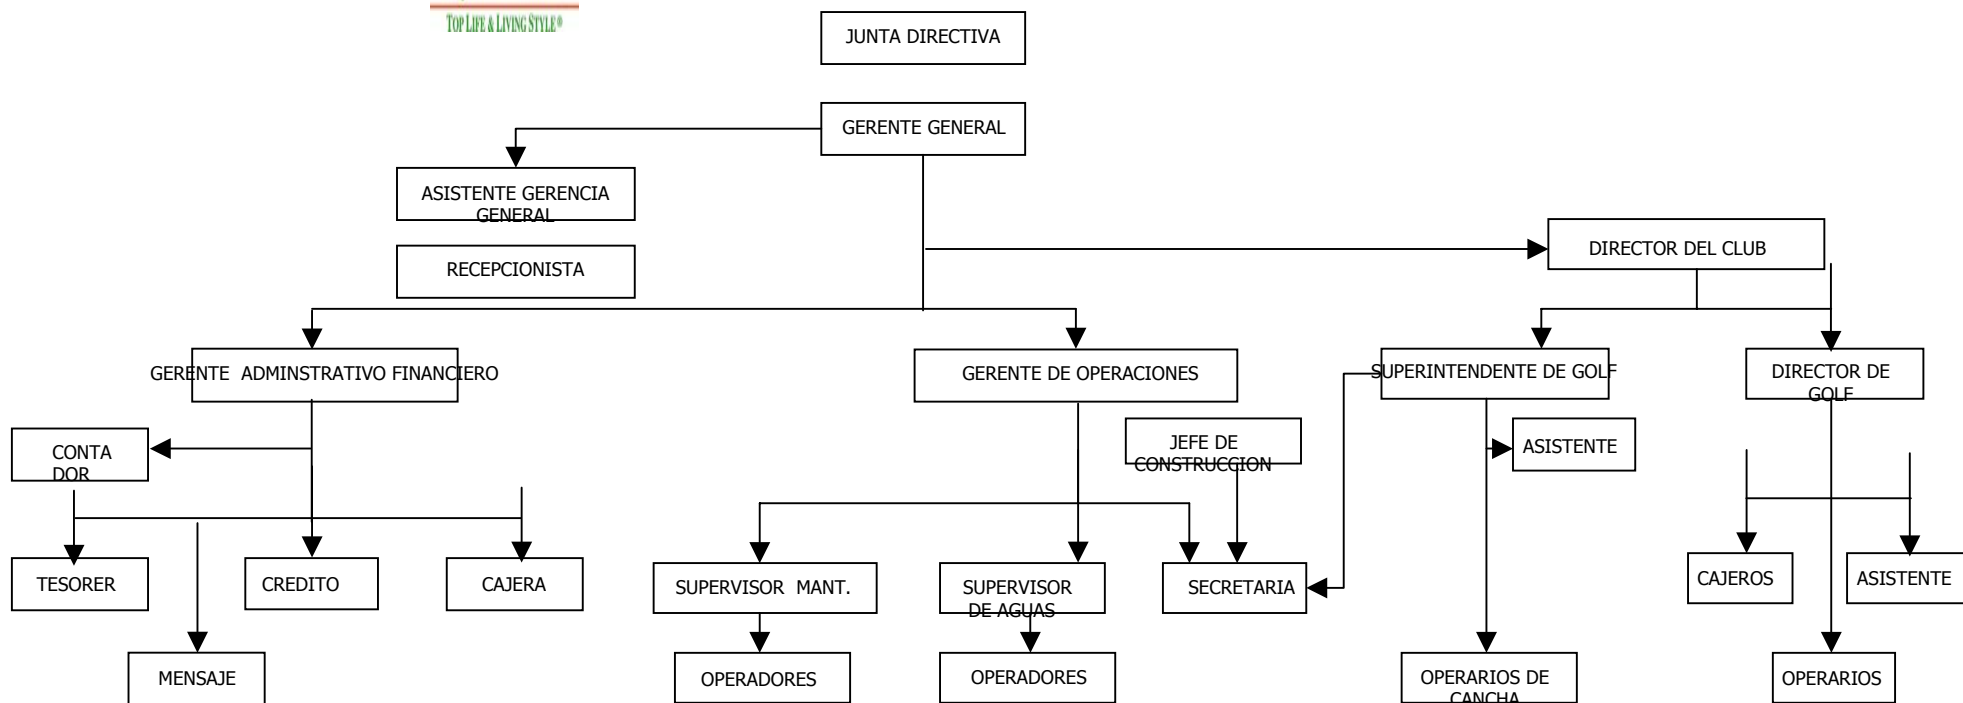 TOP LIFE & LIVING STYLE®
JUNTA DIRECTIVA
GERENTE GENERAL
ASISTENTE GERENCIA
GENERAL
RECEPCIONISTA
DIRECTOR DEL CLUB
GERENTE ADMINSTRATIVO FINANCIERO
GERENTE DE OPERACIONES
SUPERINTENDENTE DE GOLF
DIRECTOR DE
GOLF
CONTA
DOR
JEFE DE
CONSTRUCCION
ASISTENTE
TESORER
CREDITO
CAJERA
SUPERVISOR MANT.
SUPERVISOR
DE AGUAS
SECRETARIA
CAJEROS
ASISTENTE
MENSAJE
OPERADORES
OPERADORES
OPERARIOS DE
CANCHA
OPERARIOS